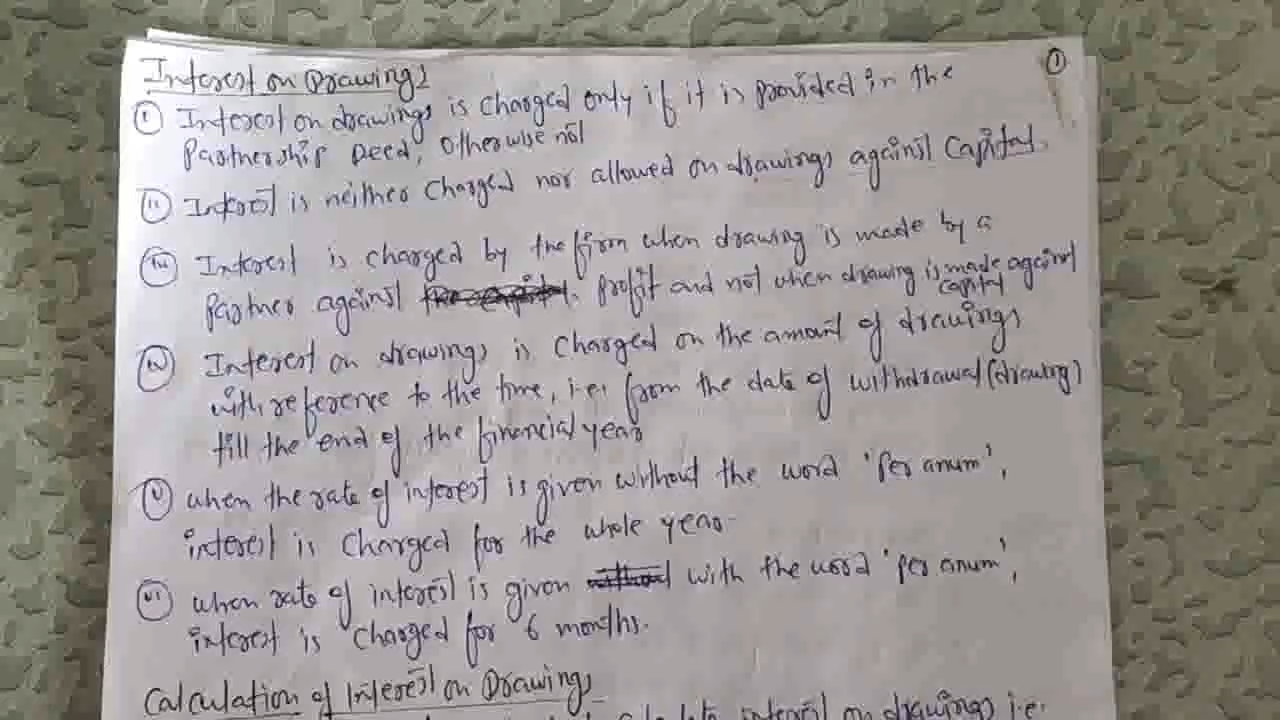 Interest on Drawings
①
① Interest on drawings is charged only if it is provided in the
Partnership Deed, otherwise not
ii Interest is neither charged nor allowed on drawings against Capital.
iii Interest is charged by the firm when drawing is made by a
Partner against profit and not when drawing is made against
capital
iv Interest on drawings is charged on the amount of drawings
with reference to the time, i.e. from the date of withdrawal (drawing)
till the end of the financial year
v when the rate of interest is given without the word 'Per anum',
interest is charged for the whole year.
vi when rate of interest is given with the word 'Per anum',
interest is charged for 6 months.
Calculation of Interest on Drawings
interest on drawings i.e.